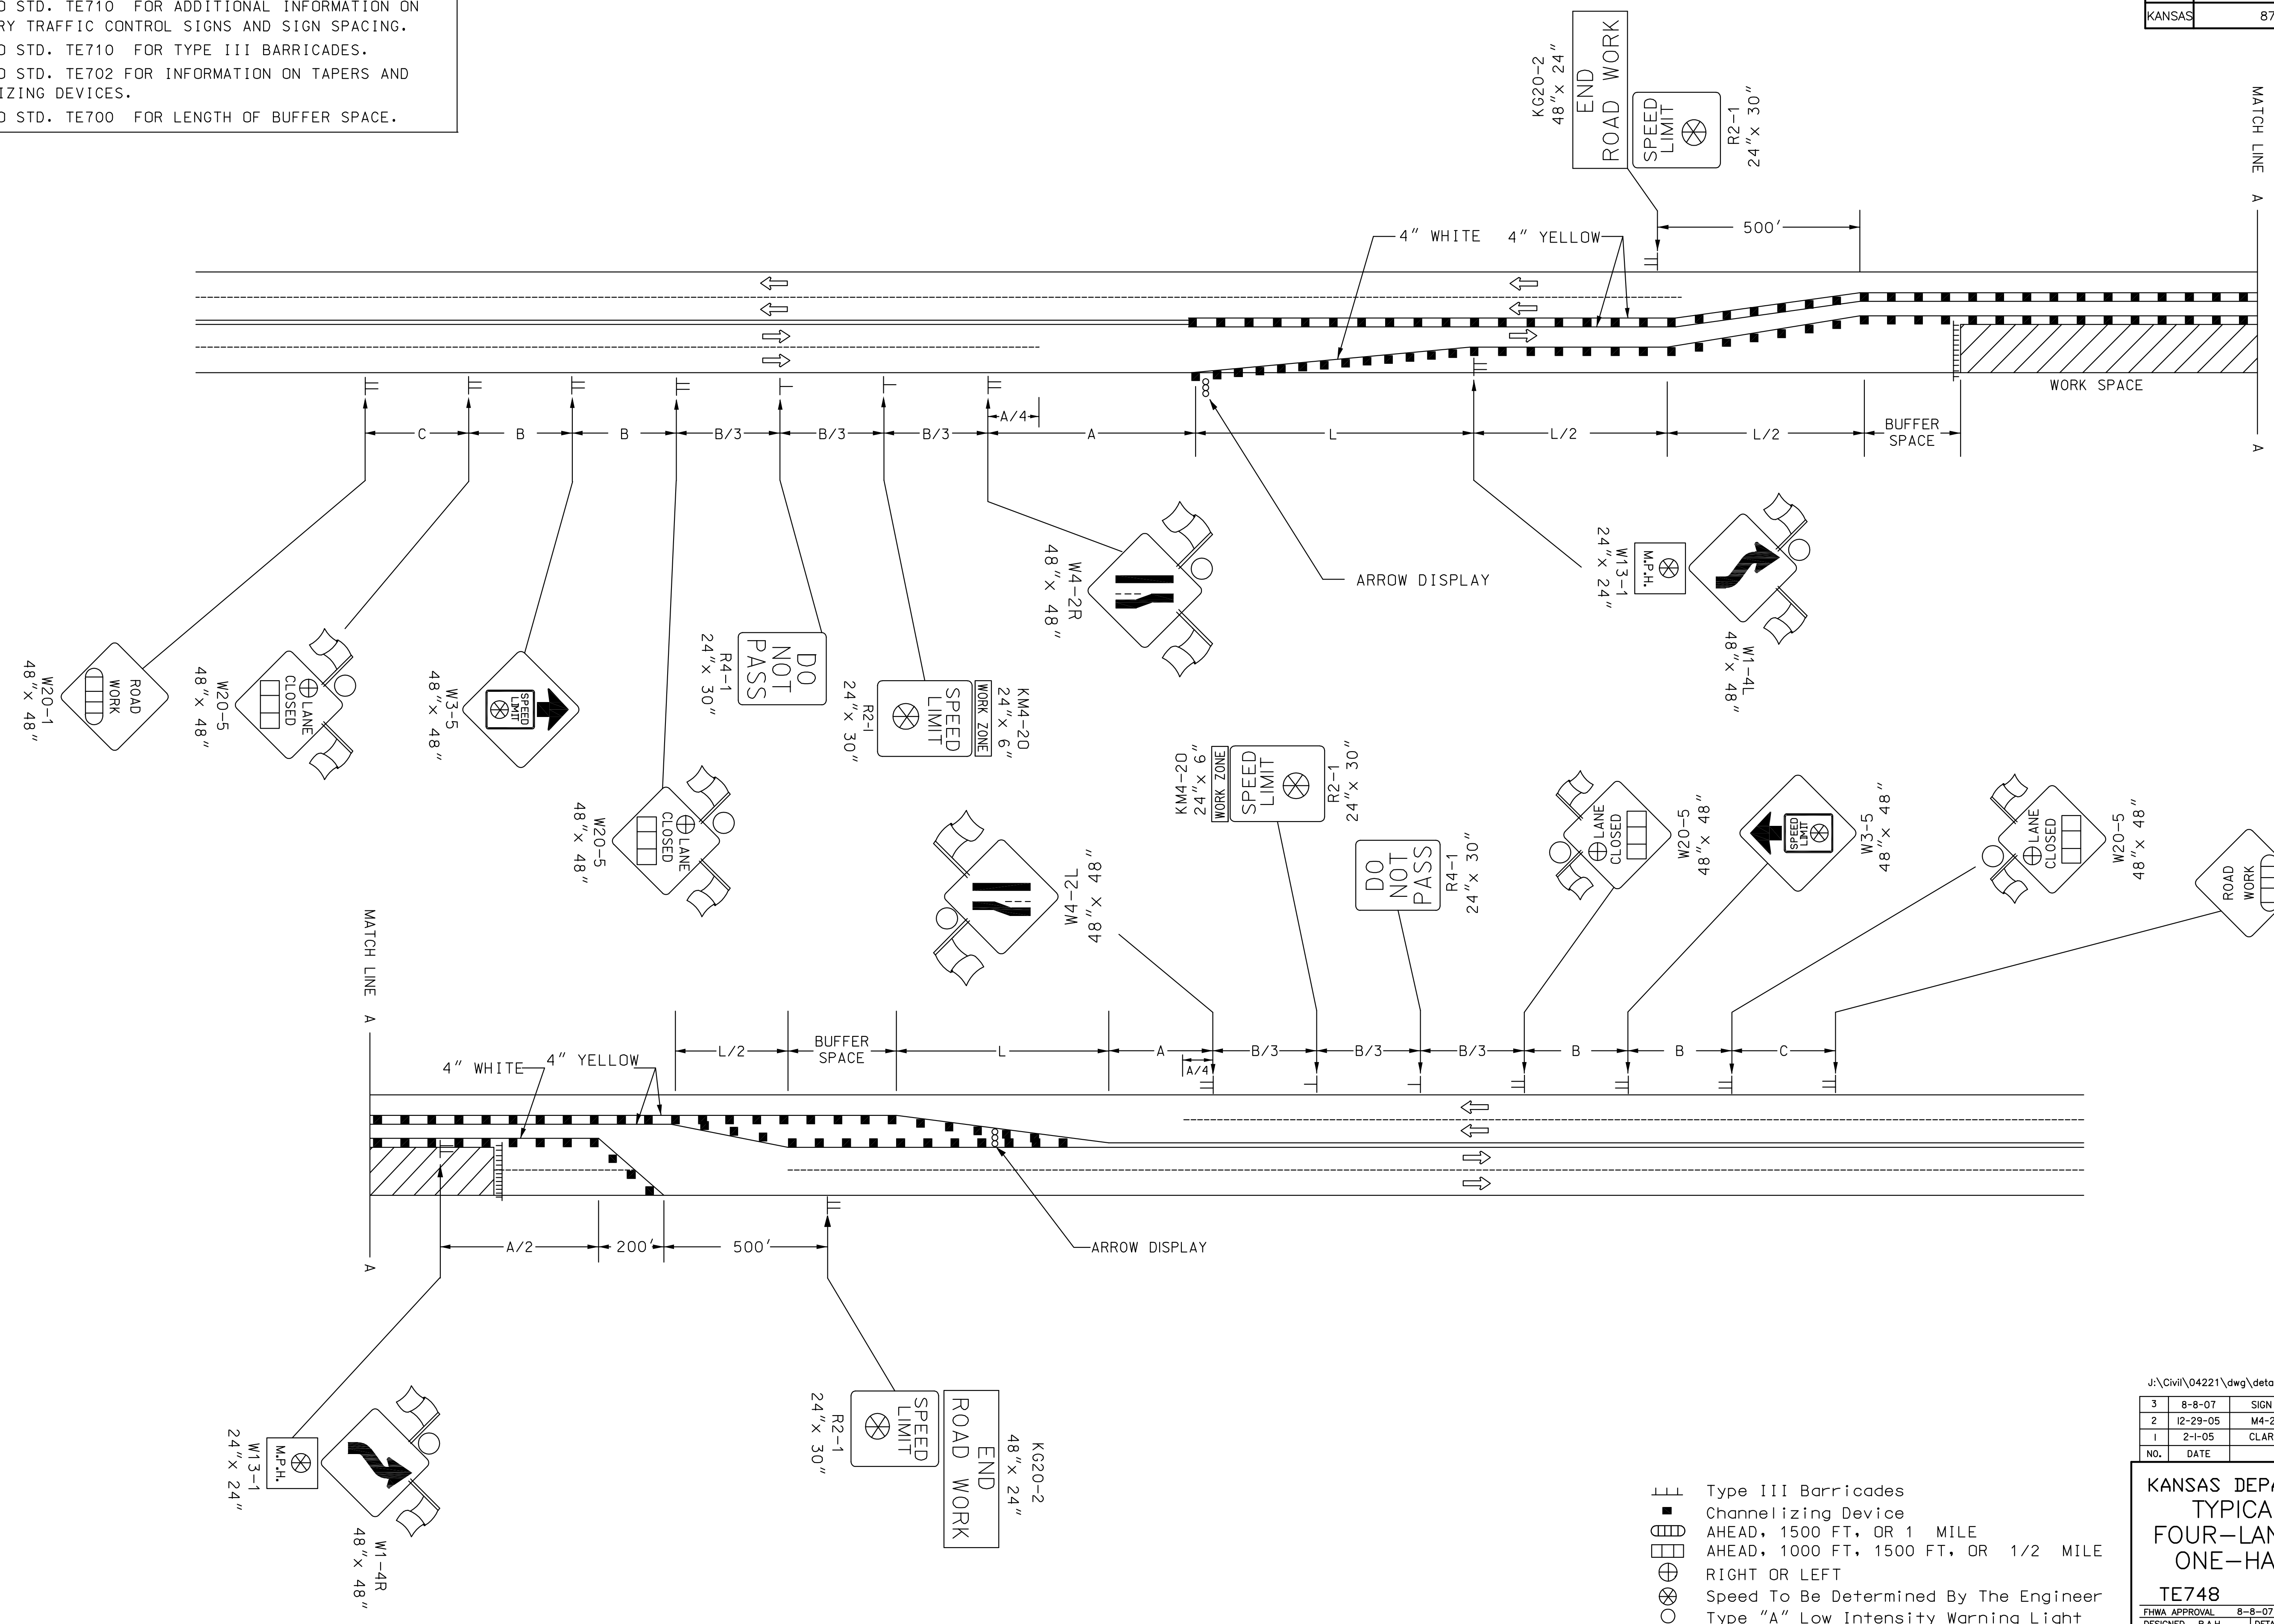 D STD. TE710 FOR ADDITIONAL INFORMATION ON
RY TRAFFIC CONTROL SIGNS AND SIGN SPACING.
D STD. TE710 FOR TYPE III BARRICADES.
D STD. TE702 FOR INFORMATION ON TAPERS AND
IZING DEVICES.
D STD. TE700 FOR LENGTH OF BUFFER SPACE.
KANSAS 87
KG20-2
48"x 24"
END
ROAD WORK
SPEED
LIMIT
R2-1
24"x 30"
MATCH LINE A
500'
4" WHITE 4" YELLOW
WORK SPACE
A/4
C B B B/3 B/3 B/3 A L L/2 L/2
BUFFER
SPACE
A
ROAD
WORK
W20-1
48"x 48"
LANE
CLOSED
W20-5
48"x 48"
SPEED
LIMIT
W3-5
48"x 48"
LANE
CLOSED
W20-5
48"x 48"
DO
NOT
PASS
R4-1
24"x 30"
KM4-20
24"x 6"
WORK ZONE
SPEED
LIMIT
R2-1
24"x 30"
W4-2R
48"x 48"
ARROW DISPLAY
M.P.H.
W13-1
24"x 24"
W1-4L
48"x 48"
W4-2L
48"x 48"
KM4-20
24"x 6"
WORK ZONE
SPEED
LIMIT
R2-1
24"x 30"
DO
NOT
PASS
R4-1
24"x 30"
LANE
CLOSED
W20-5
48"x 48"
SPEED
LIMIT
W3-5
48"x 48"
LANE
CLOSED
W20-5
48"x 48"
ROAD
WORK
MATCH LINE A
4" WHITE 4" YELLOW
L/2
BUFFER
SPACE
L A B/3 B/3 B/3 B B C
A/4
A/2 200' 500'
A
ARROW DISPLAY
M.P.H.
W13-1
24"x 24"
W1-4R
48"x 48"
SPEED
LIMIT
R2-1
24"x 30"
KG20-2
48"x 24"
END
ROAD WORK
Type III Barricades
Channelizing Device
AHEAD, 1500 FT, OR 1 MILE
AHEAD, 1000 FT, 1500 FT, OR 1/2 MILE
RIGHT OR LEFT
Speed To Be Determined By The Engineer
Type "A" Low Intensity Warning Light
J:\Civil\04221\dwg\deta
3 8-8-07 SIGN
2 12-29-05 M4-2
1 2-1-05 CLAR
NO. DATE
KANSAS DEPA
TYPICA
FOUR-LAN
ONE-HA
TE748
FHWA APPROVAL 8-8-07